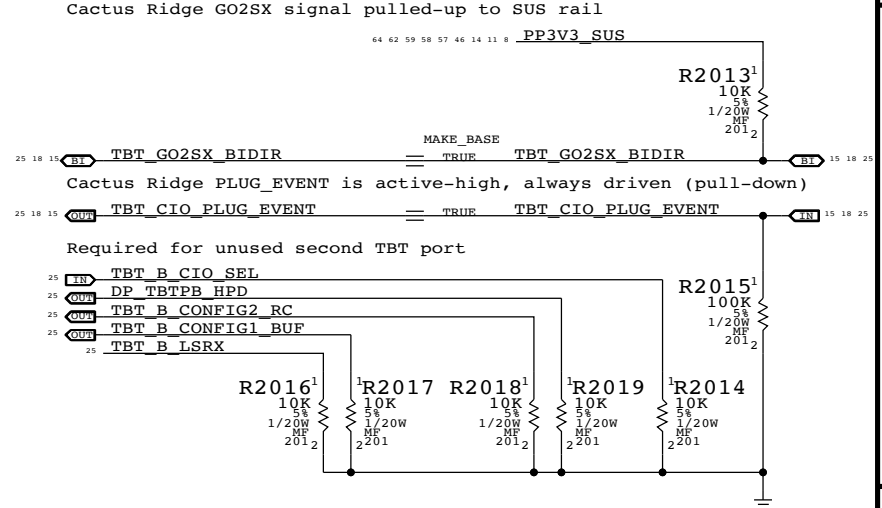 Cactus Ridge GO2SX signal pulled-up to SUS rail
64 62 59 58 57 46 14 11 8 PP3V3_SUS
R2013 1
10K
5%
1/20W
MF
201 2
MAKE_BASE
25 18 15 BI TBT_GO2SX_BIDIR TRUE TBT_GO2SX_BIDIR BI 15 18 25
Cactus Ridge PLUG_EVENT is active-high, always driven (pull-down)
25 18 15 OUT TBT_CIO_PLUG_EVENT TRUE TBT_CIO_PLUG_EVENT IN 15 18 25
Required for unused second TBT port
25 IN TBT_B_CIO_SEL
25 OUT DP_TBTPB_HPD
25 OUT TBT_B_CONFIG2_RC
25 OUT TBT_B_CONFIG1_BUF
25 TBT_B_LSRX
R2015 1
100K
5%
1/20W
MF
201 2
R2016 1 1 R2017 R2018 1 1 R2019 1 R2014
10K 10K 10K 10K 10K
5% 5% 5% 5% 5%
1/20W 1/20W 1/20W 1/20W 1/20W
MF MF MF MF MF
201 2 2 201 201 2 2 201 2 201